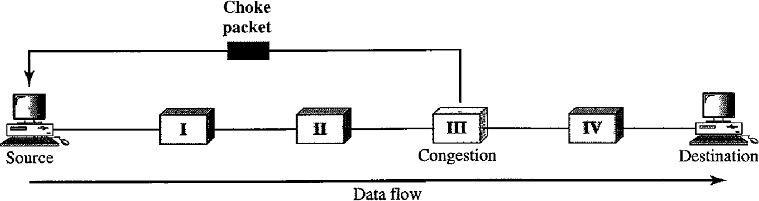 Choke
packet
I
II
III
IV
Source
Congestion
Destination
Data flow